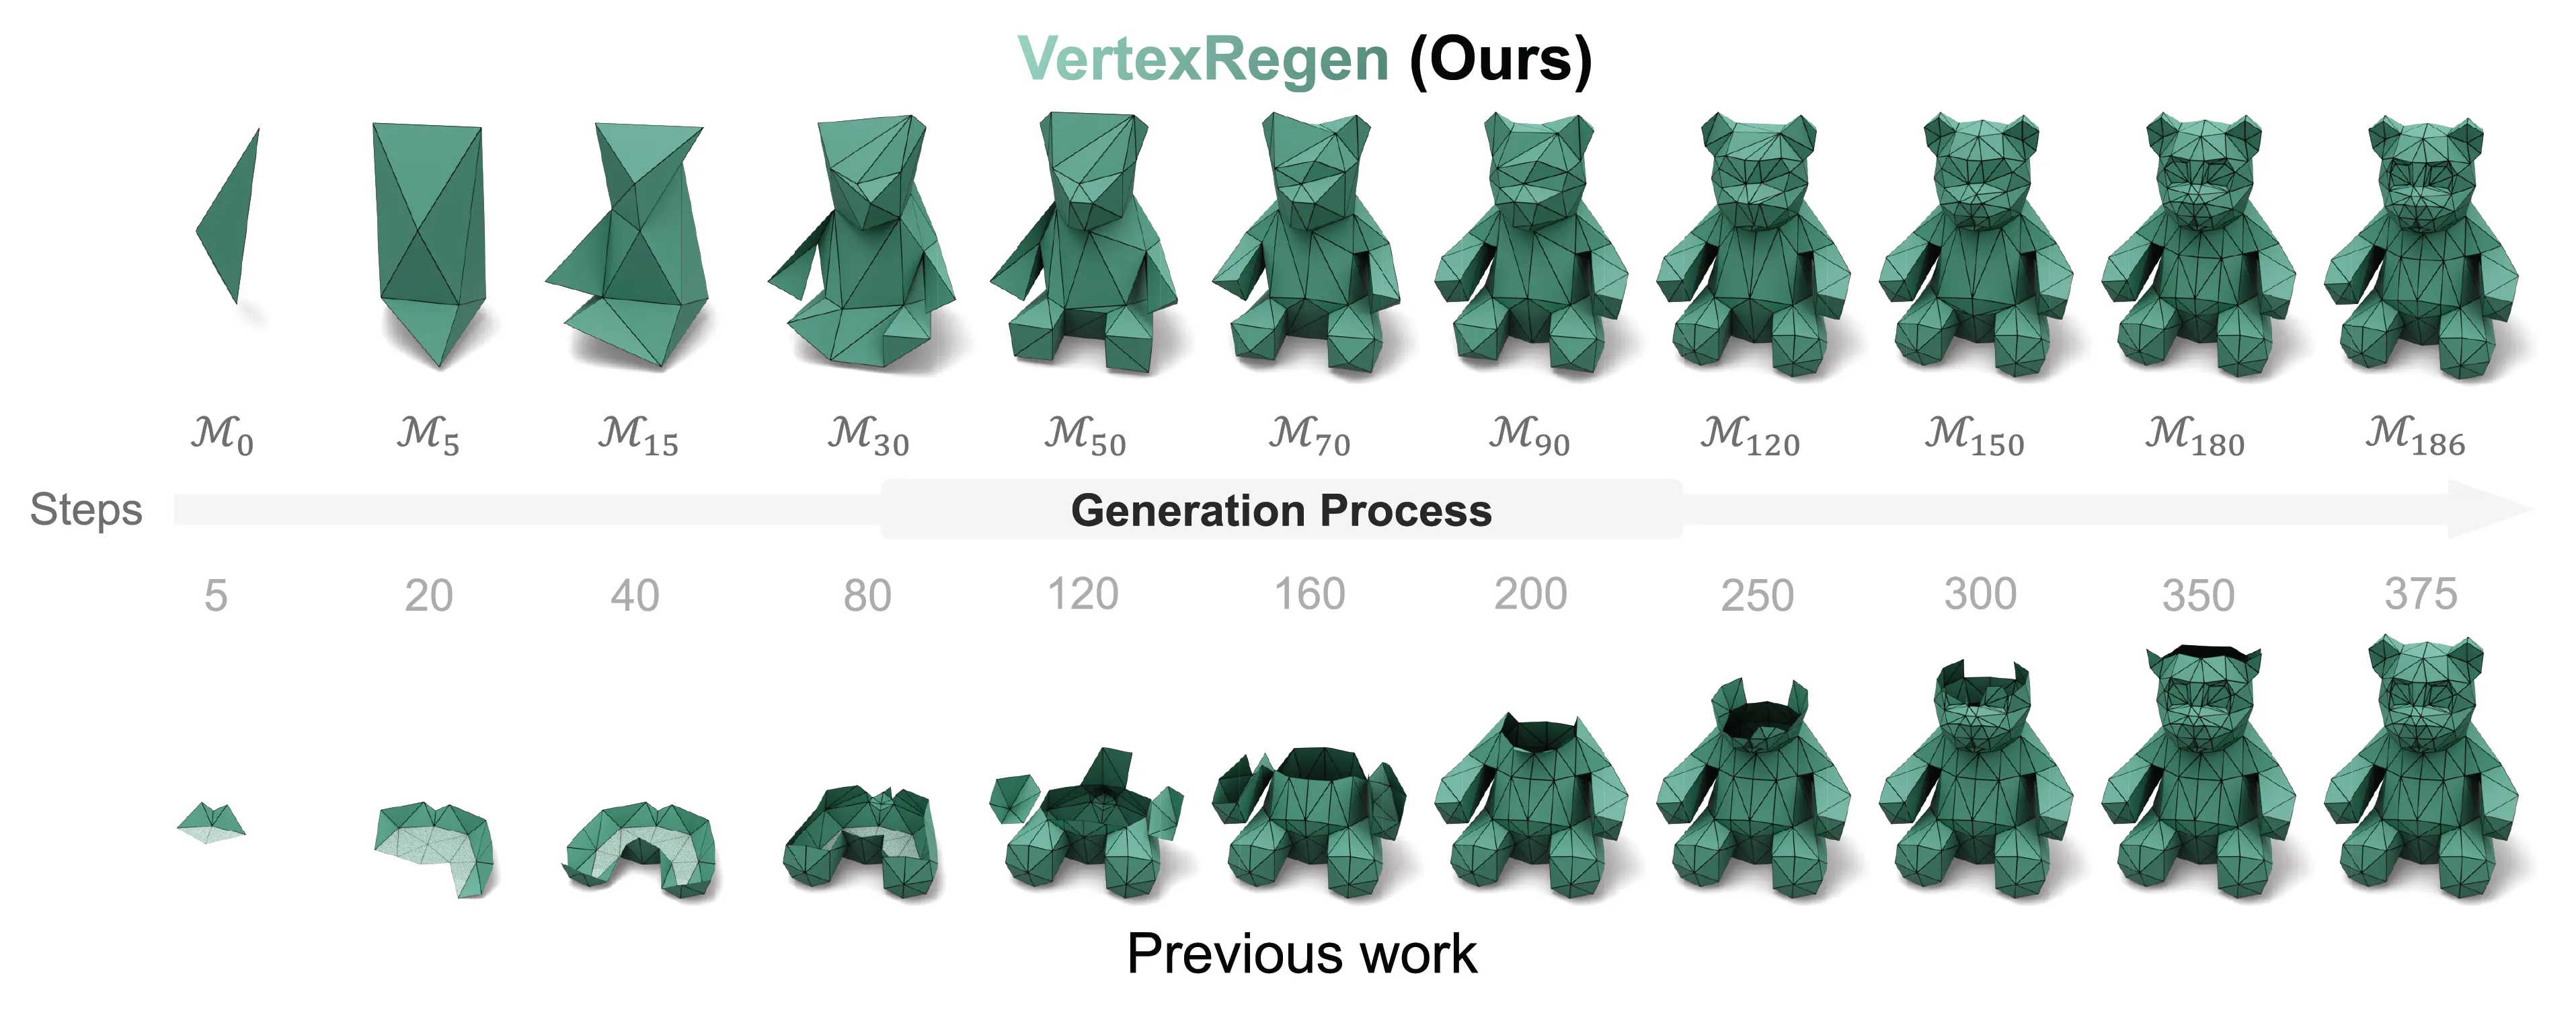 VertexRegen (Ours)
ℳ₀ ℳ₅ ℳ₁₅ ℳ₃₀ ℳ₅₀ ℳ₇₀ ℳ₉₀ ℳ₁₂₀ ℳ₁₅₀ ℳ₁₈₀ ℳ₁₈₆
Steps Generation Process
5 20 40 80 120 160 200 250 300 350 375
Previous work